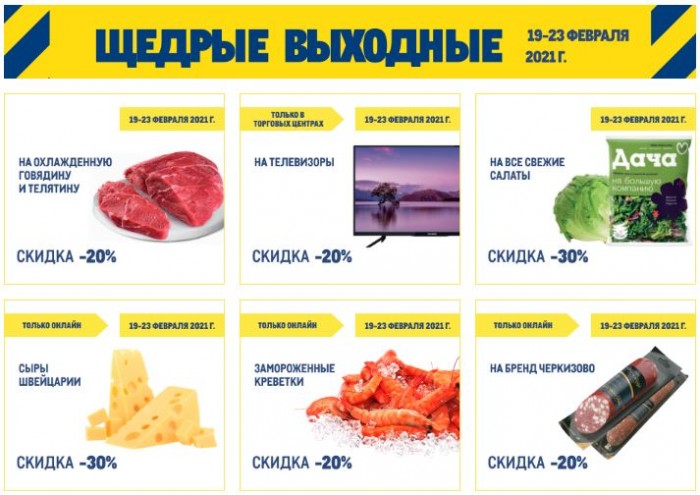 ЩЕДРЫЕ ВЫХОДНЫЕ
19-23 ФЕВРАЛЯ
2021 Г.
19-23 ФЕВРАЛЯ 2021 Г.
НА ОХЛАЖДЕННУЮ
ГОВЯДИНУ
И ТЕЛЯТИНУ
СКИДКА -20%
ТОЛЬКО В
ТОРГОВЫХ ЦЕНТРАХ
19-23 ФЕВРАЛЯ 2021 Г.
НА ТЕЛЕВИЗОРЫ
СКИДКА -20%
19-23 ФЕВРАЛЯ 2021 Г.
НА ВСЕ СВЕЖИЕ
САЛАТЫ
Дача
на большую
компанию
СКИДКА -30%
ТОЛЬКО ОНЛАЙН
19-23 ФЕВРАЛЯ 2021 Г.
СЫРЫ
ШВЕЙЦАРИИ
СКИДКА -30%
ТОЛЬКО ОНЛАЙН
19-23 ФЕВРАЛЯ 2021 Г.
ЗАМОРОЖЕННЫЕ
КРЕВЕТКИ
СКИДКА -20%
ТОЛЬКО ОНЛАЙН
19-23 ФЕВРАЛЯ 2021 Г.
НА БРЕНД ЧЕРКИЗОВО
СКИДКА -20%